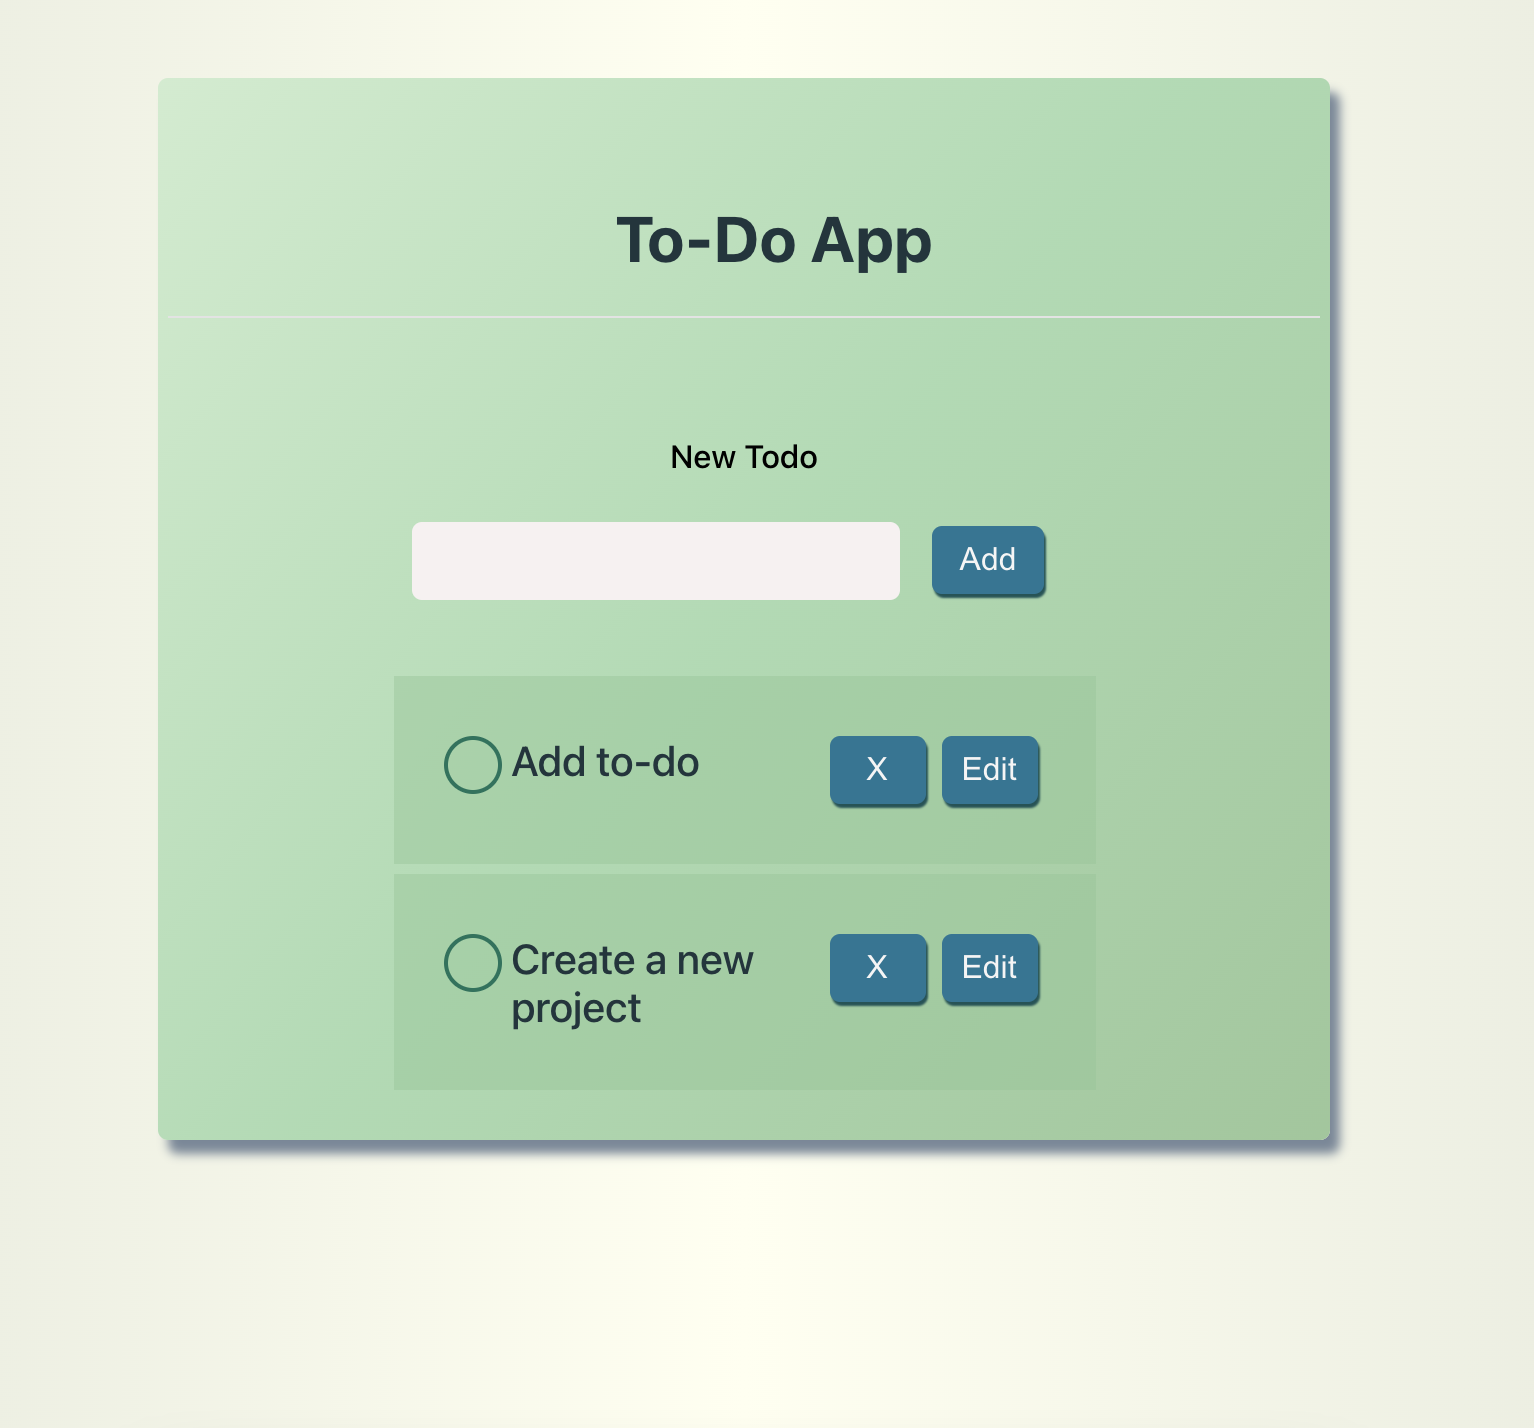 To-Do App
New Todo
Add
Add to-do
X
Edit
Create a new
project
X
Edit